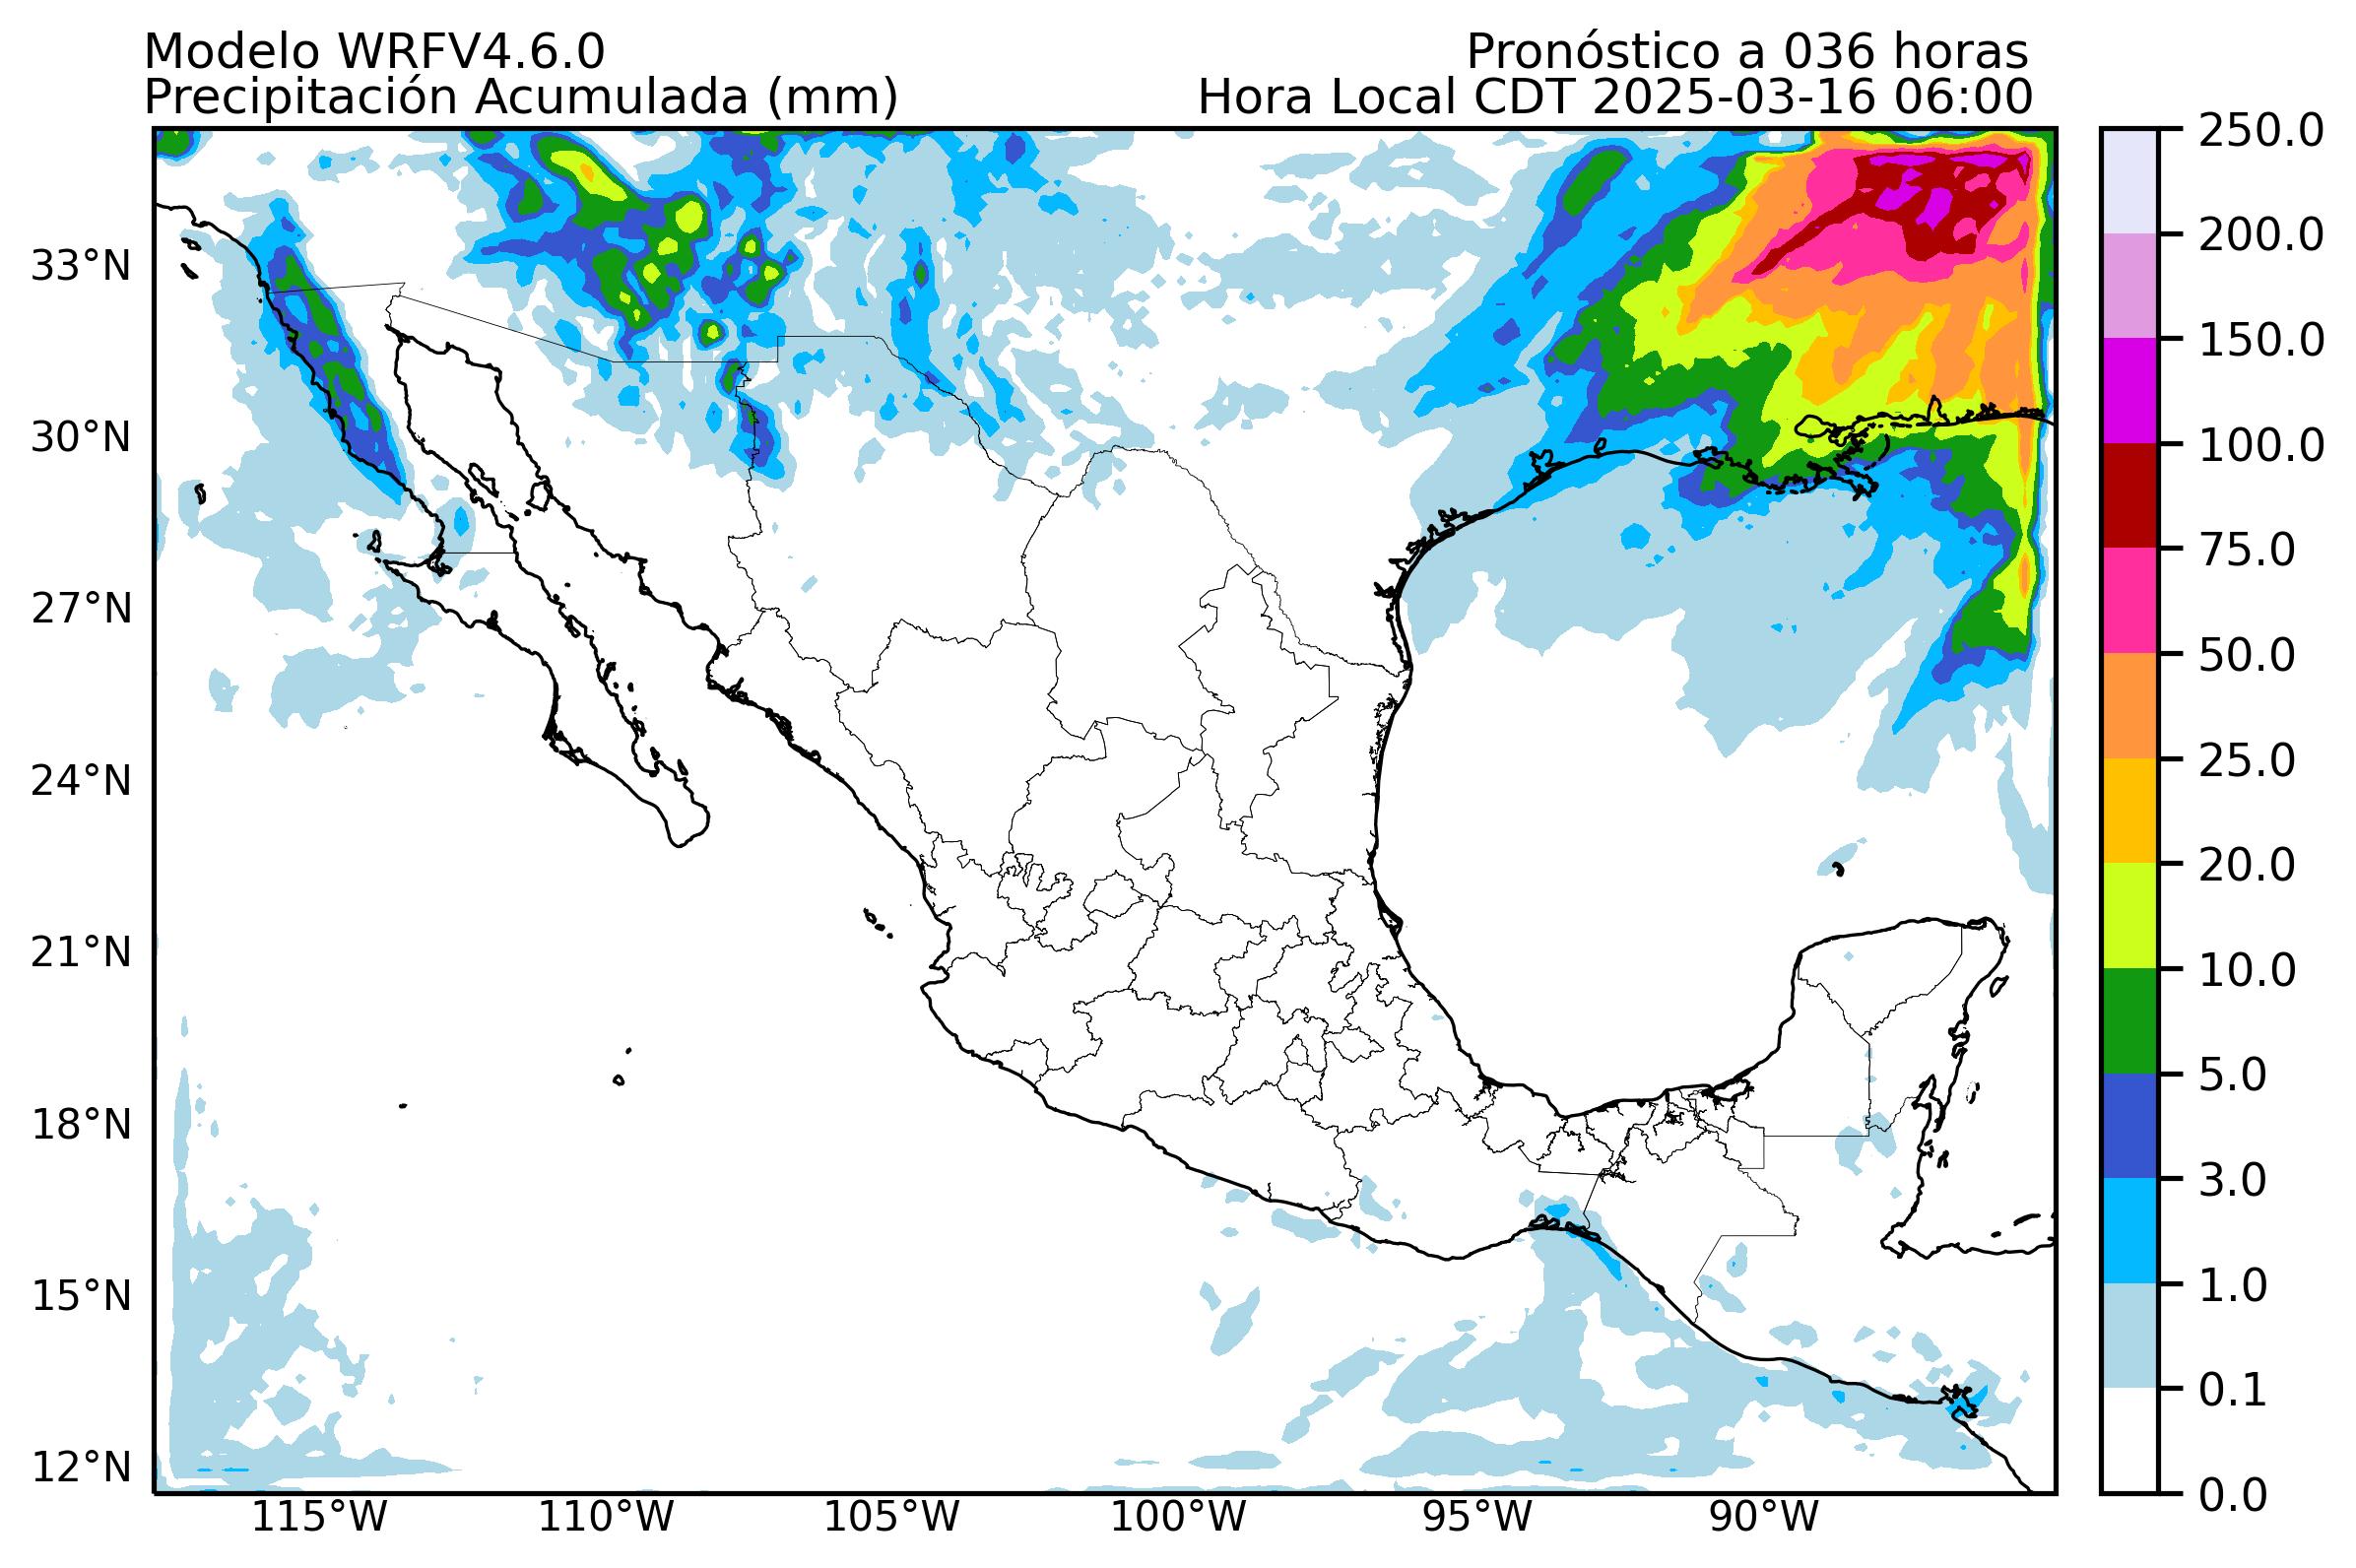 Modelo WRFV4.6.0
Pronóstico a 036 horas
Precipitación Acumulada (mm)
Hora Local CDT 2025-03-16 06:00
33°N
30°N
27°N
24°N
21°N
18°N
15°N
12°N
115°W
110°W
105°W
100°W
95°W
90°W
250.0
200.0
150.0
100.0
75.0
50.0
25.0
20.0
10.0
5.0
3.0
1.0
0.1
0.0